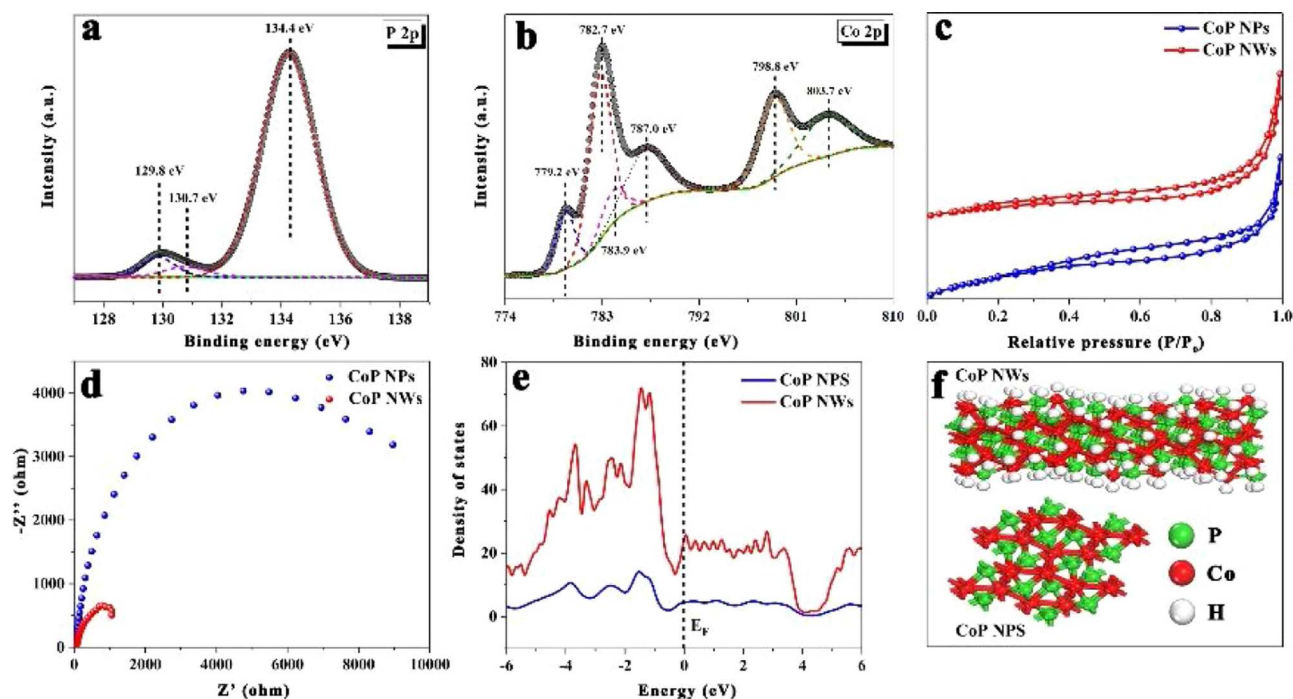 a
P 2p
134.4 eV
129.8 eV
130.7 eV
Intensity (a.u.)
128 130 132 134 136 138
Binding energy (eV)
b
Co 2p
782.7 eV
798.8 eV
803.7 eV
787.0 eV
779.2 eV
783.9 eV
Intensity (a.u.)
774 783 792 801 810
Binding energy (eV)
c
CoP NPs
CoP NWs
0.0 0.2 0.4 0.6 0.8 1.0
Relative pressure (P/P0)
d
CoP NPs
CoP NWs
4000
3000
2000
1000
0
-Z'' (ohm)
0 2000 4000 6000 8000 10000
Z' (ohm)
e
CoP NPS
CoP NWs
80
60
40
20
0
Density of states
EF
-6 -4 -2 0 2 4 6
Energy (eV)
f
CoP NWs
P
Co
H
CoP NPS